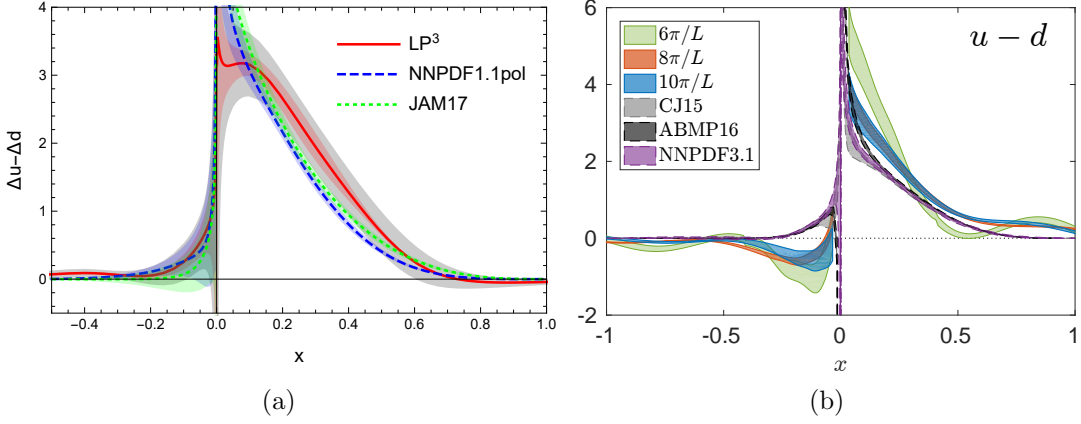 Δu−Δd
4
3
2
1
0
−0.4
−0.2
0.0
0.2
0.4
0.6
0.8
1.0
x
LP³
NNPDF1.1pol
JAM17
(a)
6π/L
8π/L
10π/L
CJ15
ABMP16
NNPDF3.1
u − d
6
4
2
0
-2
-1
-0.5
0
0.5
1
x
(b)